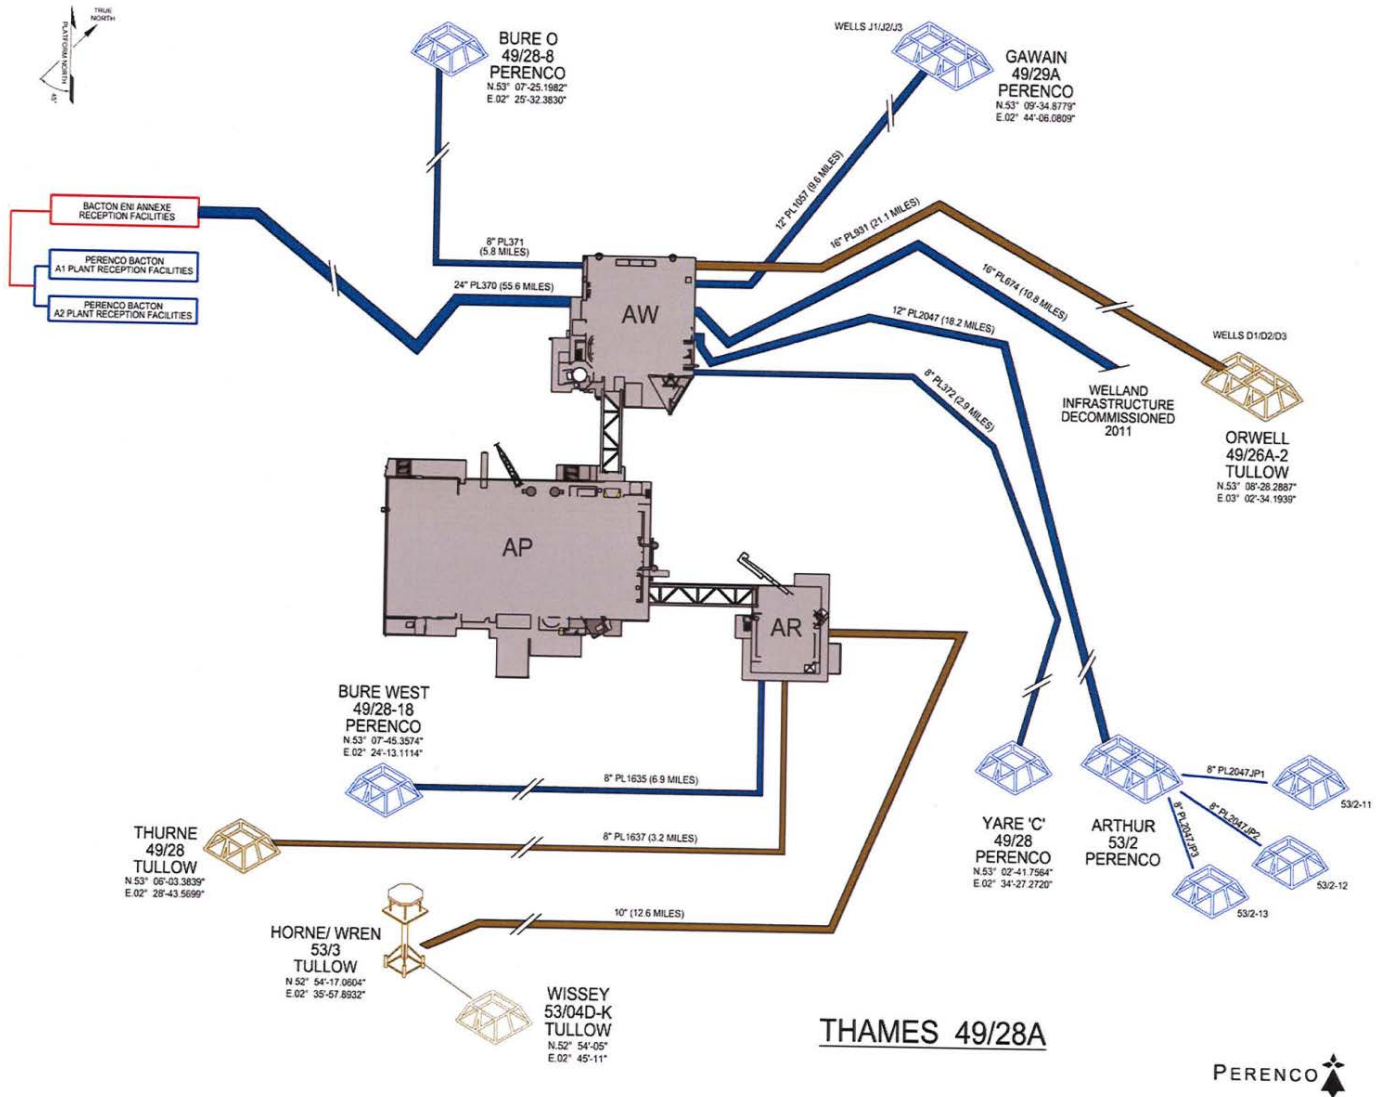 TRUE
NORTH
PLATFORM NORTH
45°
BURE O
49/28-8
PERENCO
N.53° 07'-25.1982"
E.02° 25'-32.3830"
WELLS J1/J2/J3
GAWAIN
49/29A
PERENCO
N.53° 09'-34.8779"
E.02° 44'-06.0809"
BACTON ENI ANNEXE
RECEPTION FACILITIES
PERENCO BACTON
A1 PLANT RECEPTION FACILITIES
PERENCO BACTON
A2 PLANT RECEPTION FACILITIES
8" PL371
(5.8 MILES)
24" PL370 (55.6 MILES)
12" PL1057 (9.6 MILES)
16" PL931 (21.1 MILES)
16" PL674 (10.8 MILES)
12" PL2047 (18.2 MILES)
8" PL372 (2.9 MILES)
AW
WELLS D1/D2/D3
WELLAND
INFRASTRUCTURE
DECOMMISSIONED
2011
ORWELL
49/26A-2
TULLOW
N.53° 08'-28.2887"
E.03° 02'-34.1939"
AP
AR
BURE WEST
49/28-18
PERENCO
N.53° 07'-45.3574"
E.02° 24'-13.1114"
8" PL1635 (6.9 MILES)
THURNE
49/28
TULLOW
N.53° 06'-03.3839"
E.02° 28'-43.5699"
8" PL1637 (3.2 MILES)
YARE 'C'
49/28
PERENCO
N.53° 02'-41.7564"
E.02° 34'-27.2720"
ARTHUR
53/2
PERENCO
8" PL2047JP1
8" PL2047JP2
8" PL2047JP3
53/2-11
53/2-12
53/2-13
HORNE/ WREN
53/3
TULLOW
N 52° 54'-17.0604"
E.02° 35'-57.8932"
10" (12.6 MILES)
WISSEY
53/04D-K
TULLOW
N.52° 54'-05"
E.02° 45'-11"
THAMES 49/28A
PERENCO